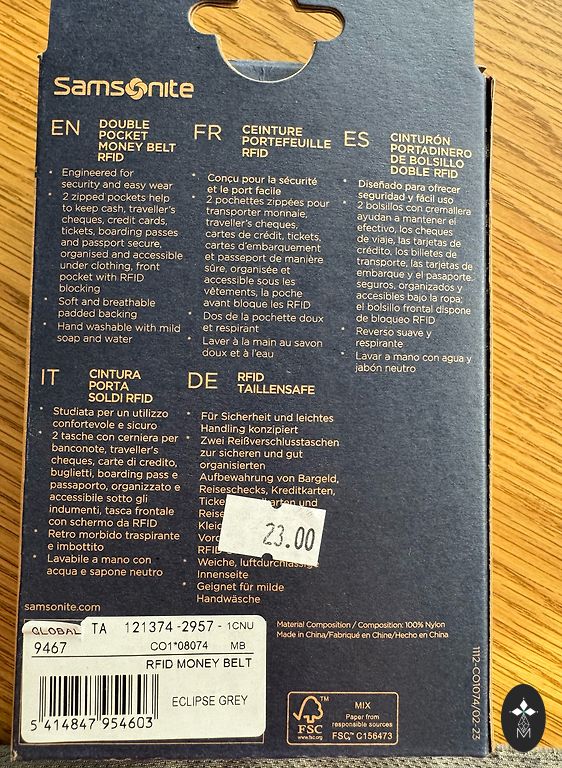 Samsonite
EN
DOUBLE
POCKET
MONEY BELT
RFID
• Engineered for
security and easy wear
• 2 zipped pockets help
to keep cash, traveller's
cheques, credit cards,
tickets, boarding passes
and passport secure,
organised and accessible
under clothing, front
pocket with RFID
blocking
• Soft and breathable
padded backing
• Hand washable with mild
soap and water
FR
CEINTURE
PORTEFEUILLE
RFID
• Concu pour la sécurité
et le port facile
• 2 pochettes zippées pour
transporter monnaie,
traveller's cheques,
cartes de crédit, tickets,
cartes d'embarquement
et passeport de manière
sûre, organisée et
accessible sous les
vêtements, la poche
avant bloque les RFID
• Dos de la pochette doux
et respirant
• Laver à la main au savon
doux et à l'eau
ES
CINTURÓN
PORTADINERO
DE BOLSILLO
DOBLE RFID
• Diseñado para ofrecer
seguridad y fácil uso
• 2 bolsillos con cremallera
ayudan a mantener el
efectivo, los cheques
de viaje, las tarjetas de
crédito, los billetes de
transporte, las tarjetas de
embarque y el pasaporte.
seguros, organizados y
accesibles bajo la ropa;
el bolsillo frontal dispone
de bloqueo RFID
• Reverso suave y
respirante
• Lavar a mano con agua y
jabón neutro
IT
CINTURA
PORTA
SOLDI RFID
• Studiata per un utilizzo
confortevole e sicuro
• 2 tasche con cerniera per
banconote, traveller's
cheques, carte di credito,
buglietti, boarding pass e
passaporto, organizzato e
accessibile sotto gli
indumenti, tasca frontale
con schermo da RFID
• Retro morbido traspirante
e imbottito
• Lavabile a mano con
acqua e sapone neutro
DE
RFID
TAILLENSAFE
• Für Sicherheit und leichtes
Handling konzipiert
• Zwei Reißverschlusstaschen
zur sicheren und gut
organisierten
Aufbewahrung von Bargeld,
Reiseschecks, Kreditkarten,
und
RFID
• Weiche, luftdurchlässige
Innenseite
• Geignet für milde
Handwäsche
23.00
samsonite.com
GLOBAL TA 121374 -2957 - 1CNU
9467 CO1*08074 MB
RFID MONEY BELT
ECLIPSE GREY
5 414847 954603
Material Composition / Composition: 100% Nylon
Made in China/Fabriqué en Chine/Hecho en China
FSC
www.fsc.org
MIX
Paper from
responsible sources
FSC® C156473
1112-CO1074/02-23
M